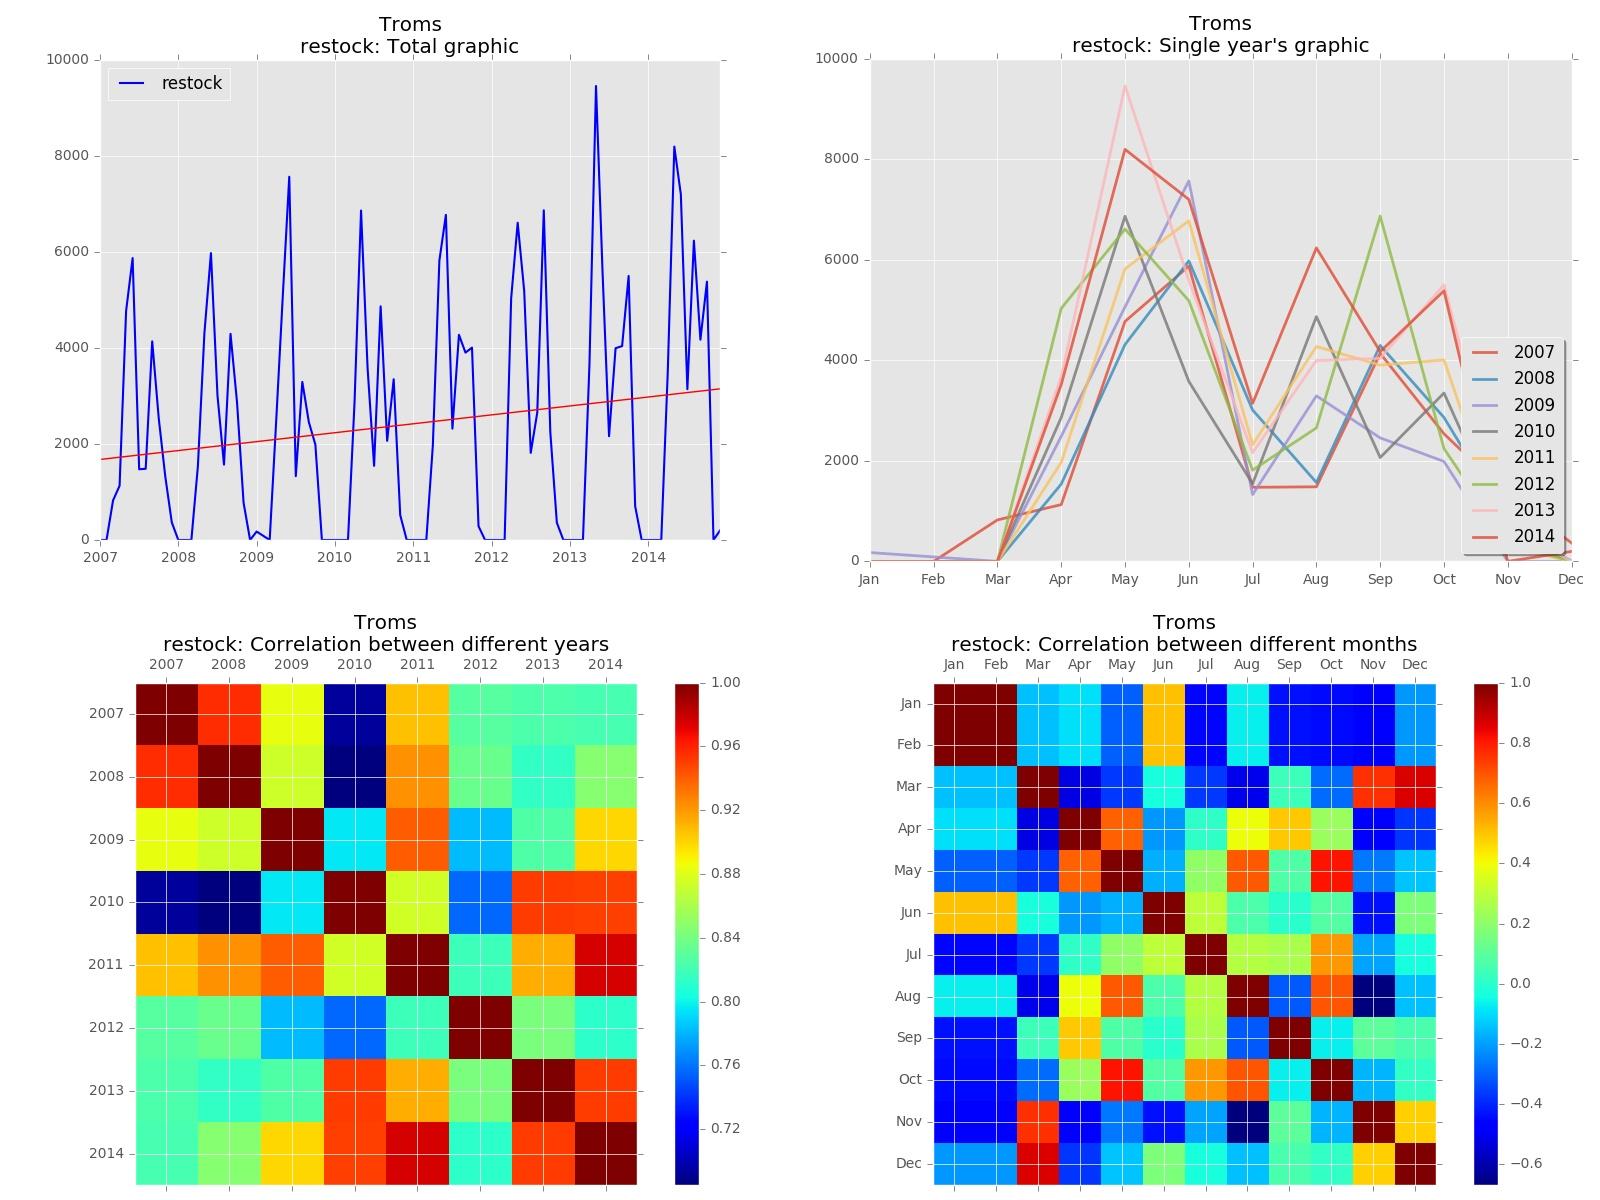 Troms
restock: Total graphic
10000
8000
6000
4000
2000
0
restock
2007 2008 2009 2010 2011 2012 2013 2014
Troms
restock: Single year's graphic
10000
8000
6000
4000
2000
0
2007
2008
2009
2010
2011
2012
2013
2014
Jan Feb Mar Apr May Jun Jul Aug Sep Oct Nov Dec
Troms
restock: Correlation between different years
2007 2008 2009 2010 2011 2012 2013 2014
2007
2008
2009
2010
2011
2012
2013
2014
1.00
0.96
0.92
0.88
0.84
0.80
0.76
0.72
Troms
restock: Correlation between different months
Jan Feb Mar Apr May Jun Jul Aug Sep Oct Nov Dec
Jan
Feb
Mar
Apr
May
Jun
Jul
Aug
Sep
Oct
Nov
Dec
1.0
0.8
0.6
0.4
0.2
0.0
−0.2
−0.4
−0.6